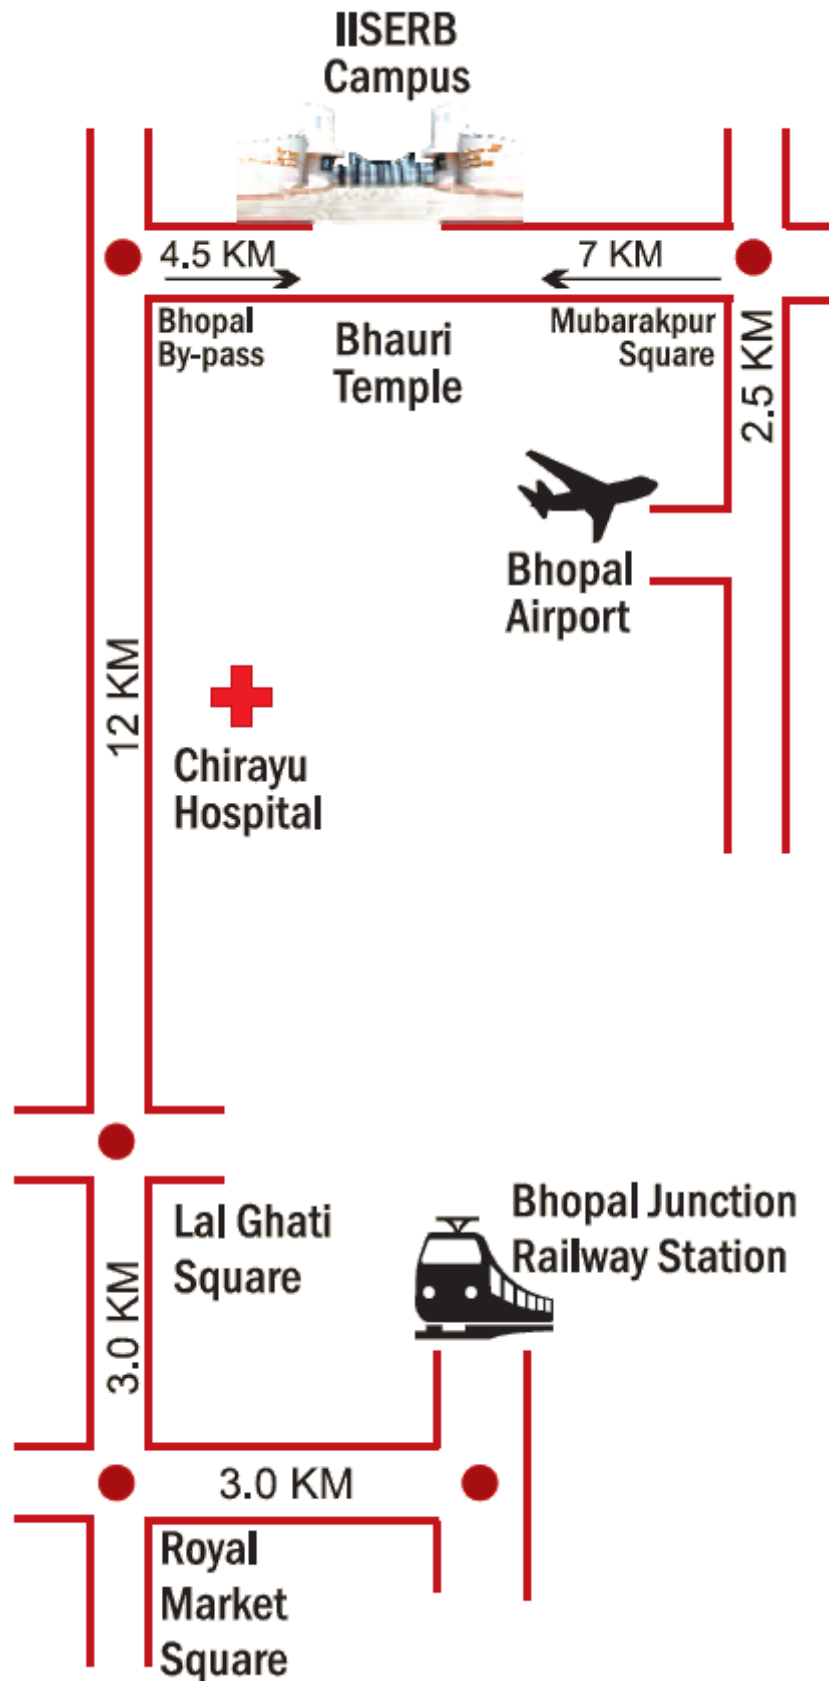 IISERB
Campus
4.5 KM
7 KM
Bhopal
By-pass
Bhauri
Temple
Mubarakpur
Square
2.5 KM
Bhopal
Airport
12 KM
Chirayu
Hospital
Lal Ghati
Square
Bhopal Junction
Railway Station
3.0 KM
3.0 KM
Royal
Market
Square